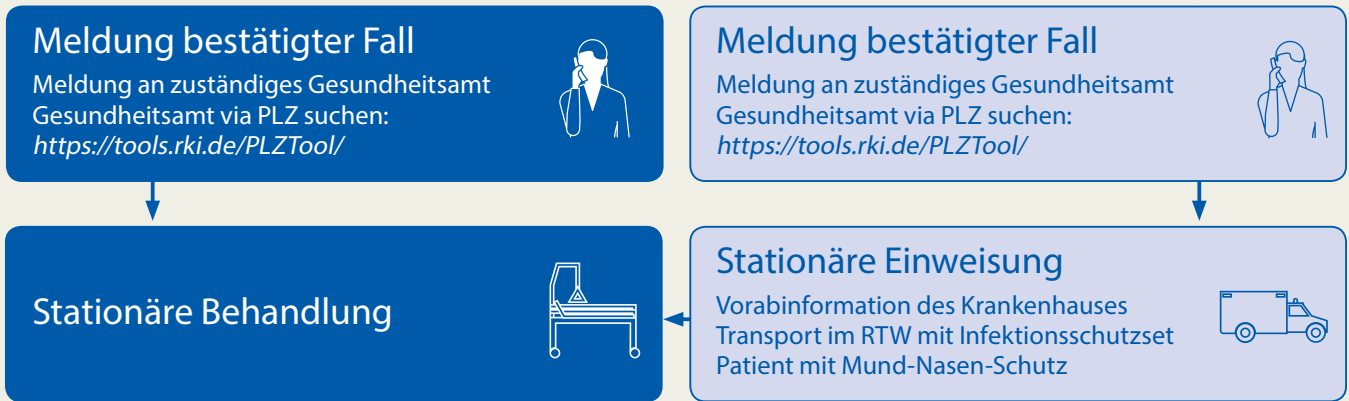 Meldung bestätigter Fall
Meldung an zuständiges Gesundheitsamt
Gesundheitsamt via PLZ suchen:
https://tools.rki.de/PLZTool/
Meldung bestätigter Fall
Meldung an zuständiges Gesundheitsamt
Gesundheitsamt via PLZ suchen:
https://tools.rki.de/PLZTool/
Stationäre Behandlung
Stationäre Einweisung
Vorabinformation des Krankenhauses
Transport im RTW mit Infektionsschutzset
Patient mit Mund-Nasen-Schutz